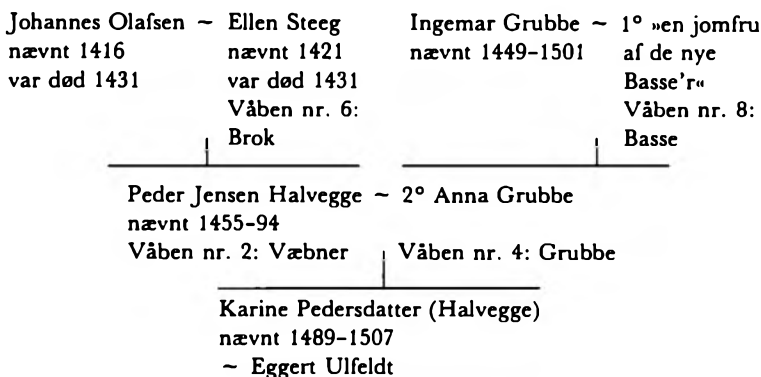 Johannes Olafsen ~ Ellen Steeg
nævnt 1416 nævnt 1421
var død 1431 var død 1431
Våben nr. 6:
Brok
Ingemar Grubbe ~ 1° »en jomfru
nævnt 1449-1501 af de nye
Basse'r«
Våben nr. 8:
Basse
Peder Jensen Halvegge ~ 2° Anna Grubbe
nævnt 1455-94
Våben nr. 2: Væbner Våben nr. 4: Grubbe
Karine Pedersdatter (Halvegge)
nævnt 1489-1507
~ Eggert Ulfeldt